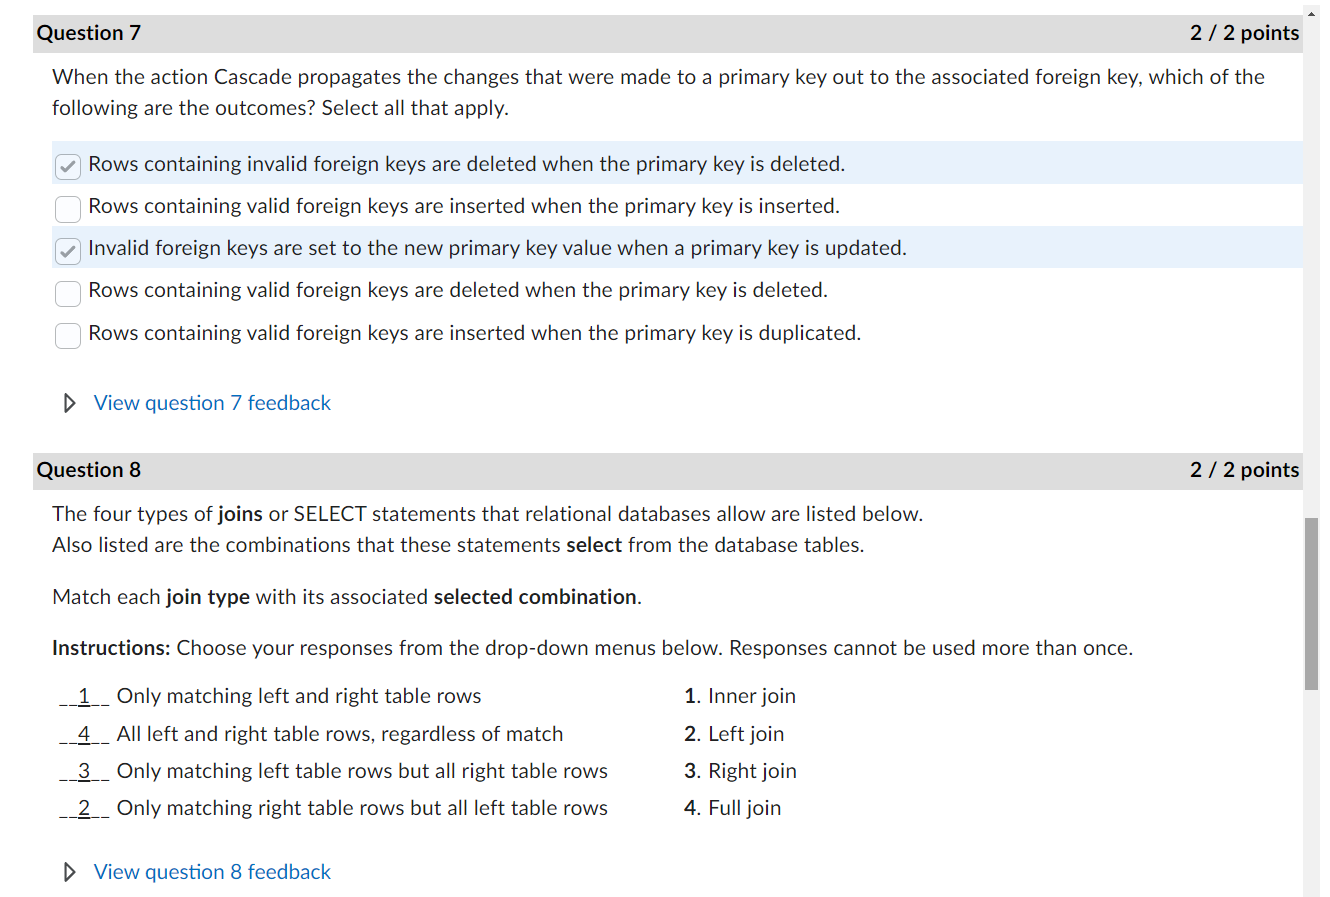 Question 7 2 / 2 points
When the action Cascade propagates the changes that were made to a primary key out to the associated foreign key, which of the
following are the outcomes? Select all that apply.
Rows containing invalid foreign keys are deleted when the primary key is deleted.
Rows containing valid foreign keys are inserted when the primary key is inserted.
Invalid foreign keys are set to the new primary key value when a primary key is updated.
Rows containing valid foreign keys are deleted when the primary key is deleted.
Rows containing valid foreign keys are inserted when the primary key is duplicated.
View question 7 feedback
Question 8 2 / 2 points
The four types of joins or SELECT statements that relational databases allow are listed below.
Also listed are the combinations that these statements select from the database tables.
Match each join type with its associated selected combination.
Instructions: Choose your responses from the drop-down menus below. Responses cannot be used more than once.
__1__ Only matching left and right table rows 1. Inner join
__4__ All left and right table rows, regardless of match 2. Left join
__3__ Only matching left table rows but all right table rows 3. Right join
__2__ Only matching right table rows but all left table rows 4. Full join
View question 8 feedback